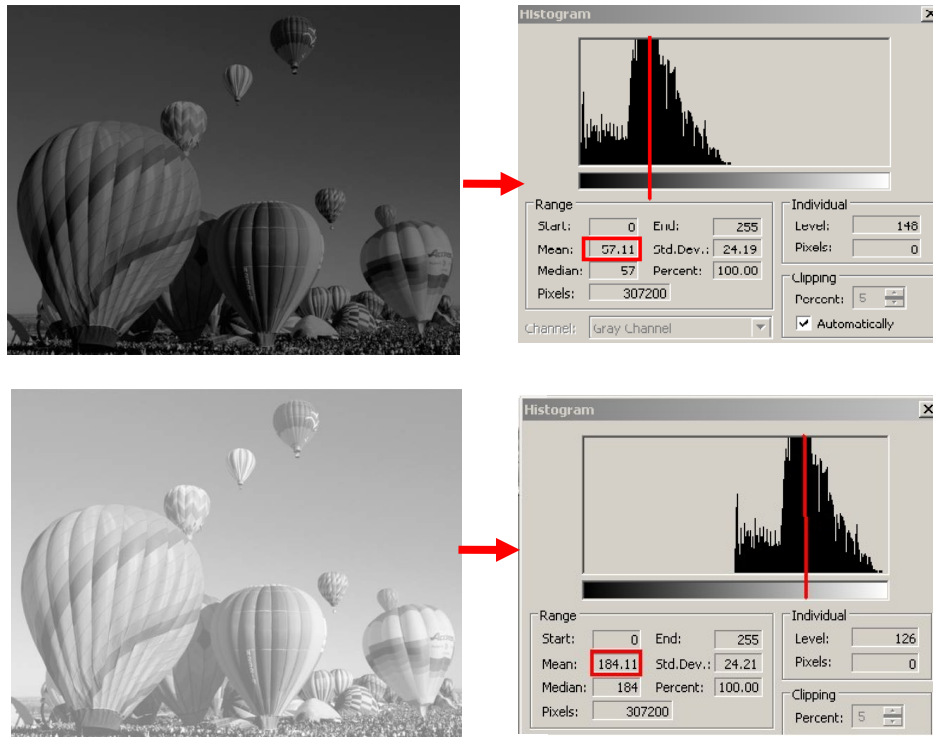 Histogram
Range
Start: 0 End: 255
Mean: 57.11 Std.Dev.: 24.19
Median: 57 Percent: 100.00
Pixels: 307200
Channel: Gray Channel
Individual
Level: 148
Pixels: 0
Clipping
Percent: 5
Automatically
Histogram
Range
Start: 0 End: 255
Mean: 184.11 Std.Dev.: 24.21
Median: 184 Percent: 100.00
Pixels: 307200
Individual
Level: 126
Pixels: 0
Clipping
Percent: 5